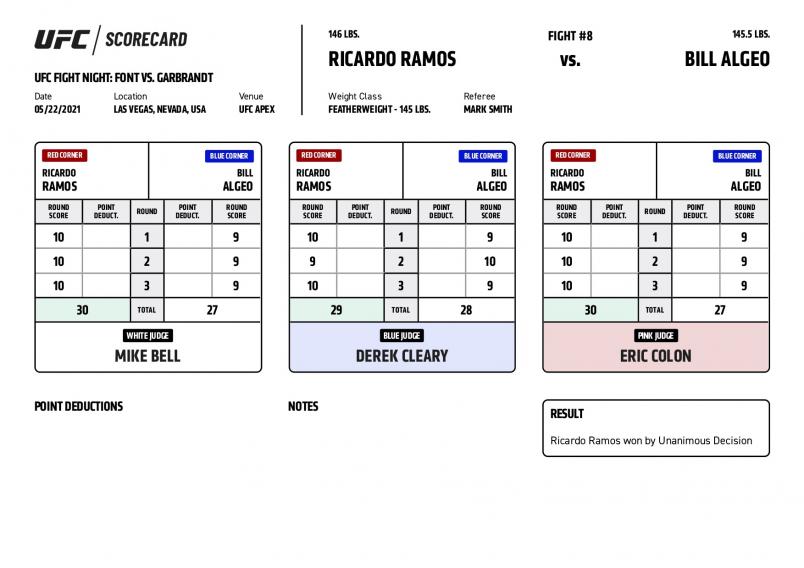 UFC SCORECARD
UFC FIGHT NIGHT: FONT VS. GARBRANDT
Date Location Venue
05/22/2021 LAS VEGAS, NEVADA, USA UFC APEX
146 LBS. FIGHT #8 145.5 LBS.
RICARDO RAMOS VS. BILL ALGEO
Weight Class Referee
FEATHERWEIGHT - 145 LBS. MARK SMITH
RED CORNER BLUE CORNER
RICARDO BILL
RAMOS ALGEO
ROUND SCORE POINT DEDUCT. ROUND POINT DEDUCT. ROUND SCORE
10 1 9
10 2 9
10 3 9
30 TOTAL 27
WHITE JUDGE
MIKE BELL
RED CORNER BLUE CORNER
RICARDO BILL
RAMOS ALGEO
ROUND SCORE POINT DEDUCT. ROUND POINT DEDUCT. ROUND SCORE
10 1 9
9 2 10
10 3 9
29 TOTAL 28
BLUE JUDGE
DEREK CLEARY
RED CORNER BLUE CORNER
RICARDO BILL
RAMOS ALGEO
ROUND SCORE POINT DEDUCT. ROUND POINT DEDUCT. ROUND SCORE
10 1 9
10 2 9
10 3 9
30 TOTAL 27
PINK JUDGE
ERIC COLON
POINT DEDUCTIONS
NOTES
RESULT
Ricardo Ramos won by Unanimous Decision